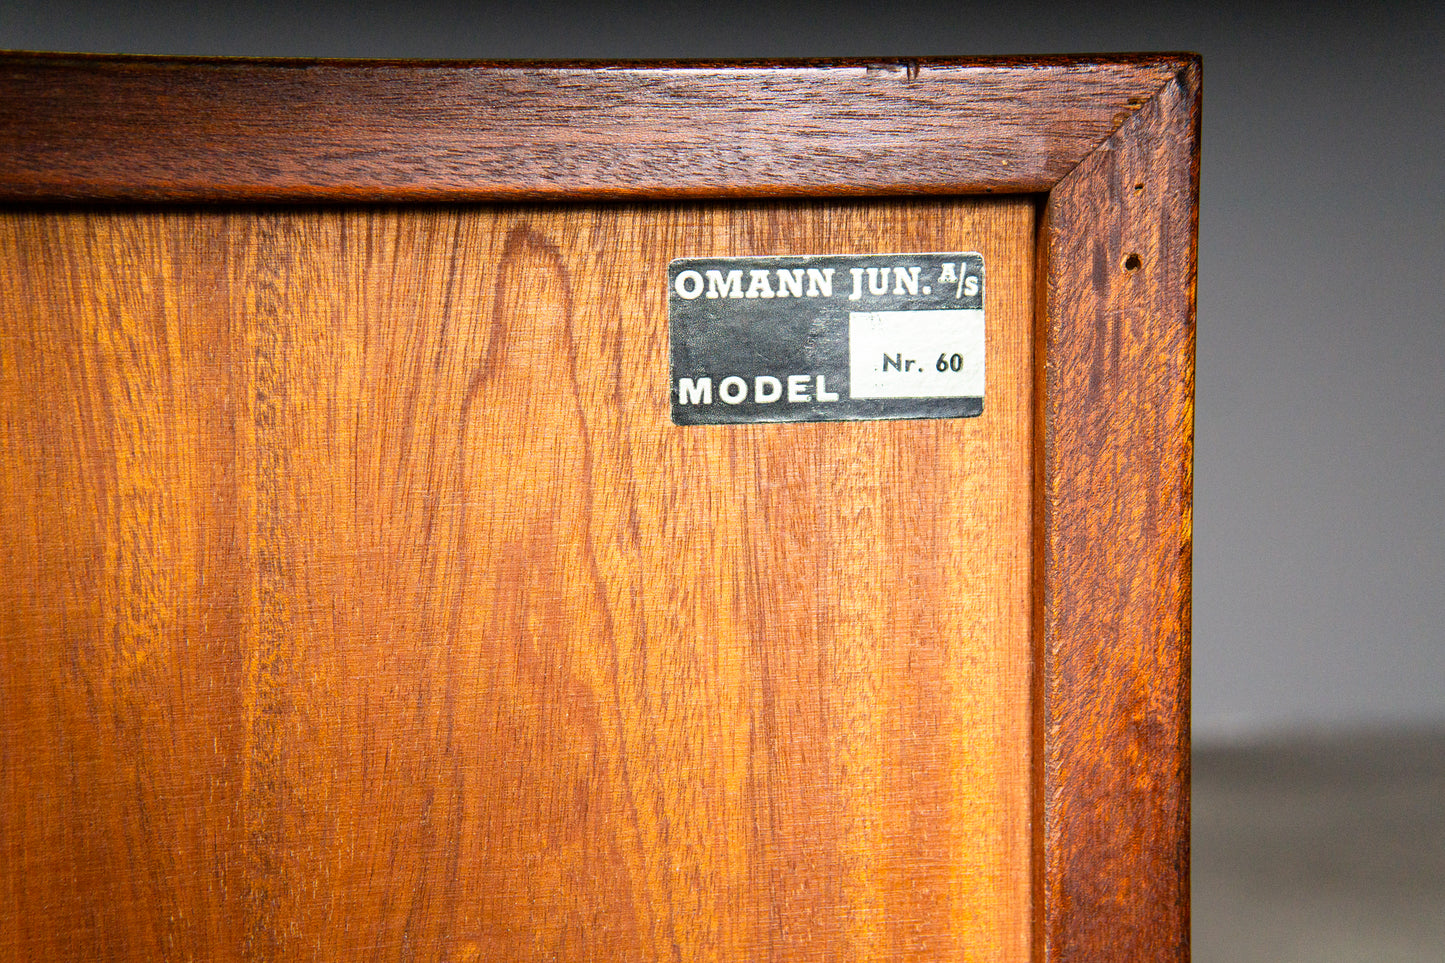 OMANN JUN. A/S
Nr. 60
MODEL